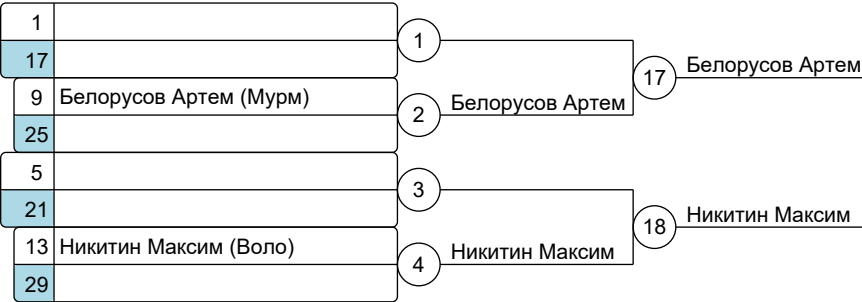 1
17
9 Белорусов Артем (Мурм)
25
5
21
13 Никитин Максим (Воло)
29
1
2
3
4
Белорусов Артем
Никитин Максим
17
18
Белорусов Артем
Никитин Максим